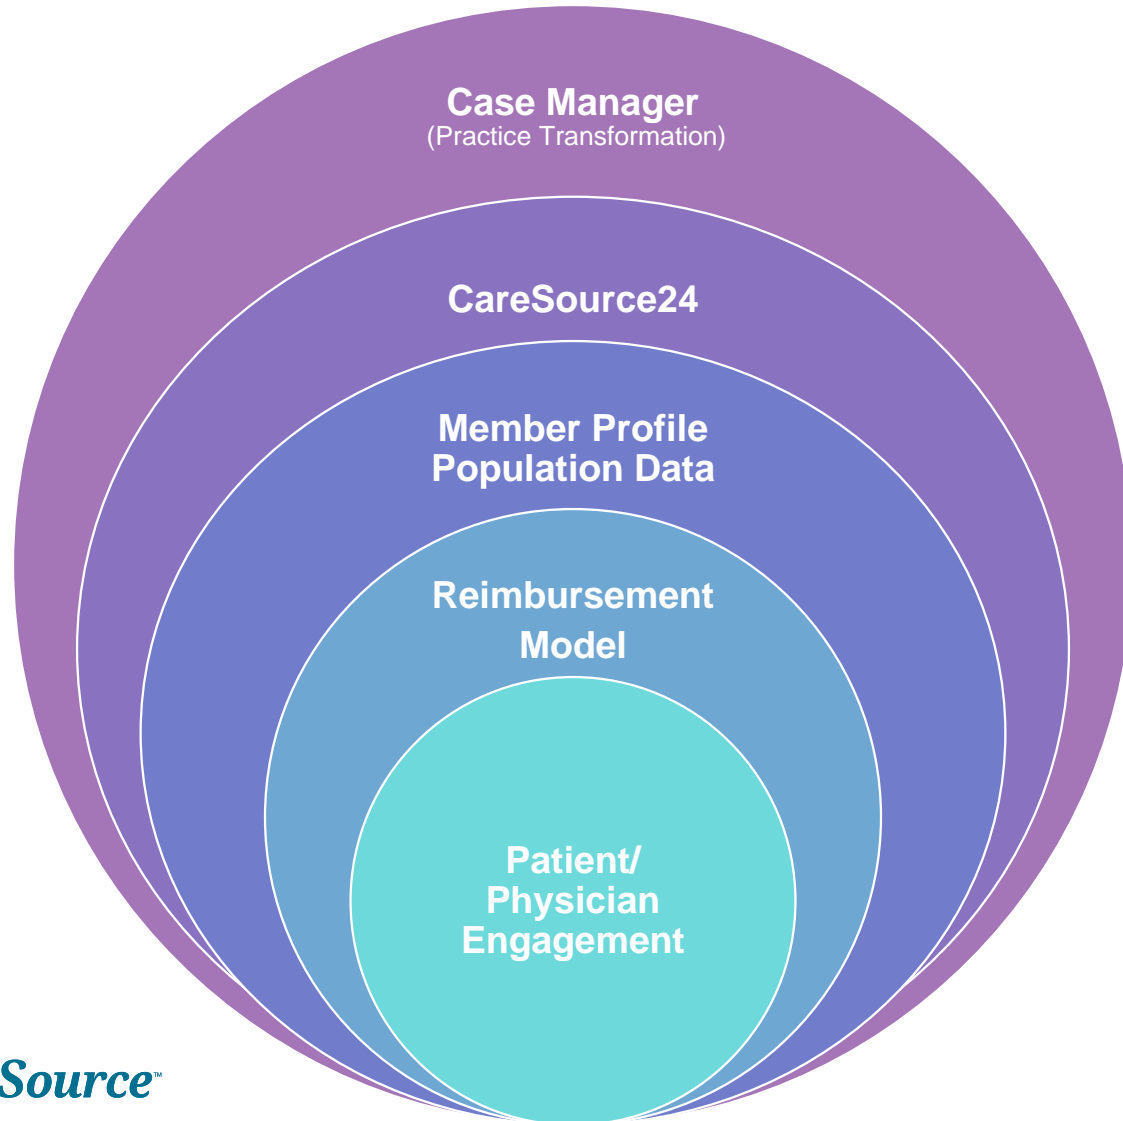 Case Manager
(Practice Transformation)
CareSource24
Member Profile
Population Data
Reimbursement
Model
Patient/
Physician
Engagement
Source™